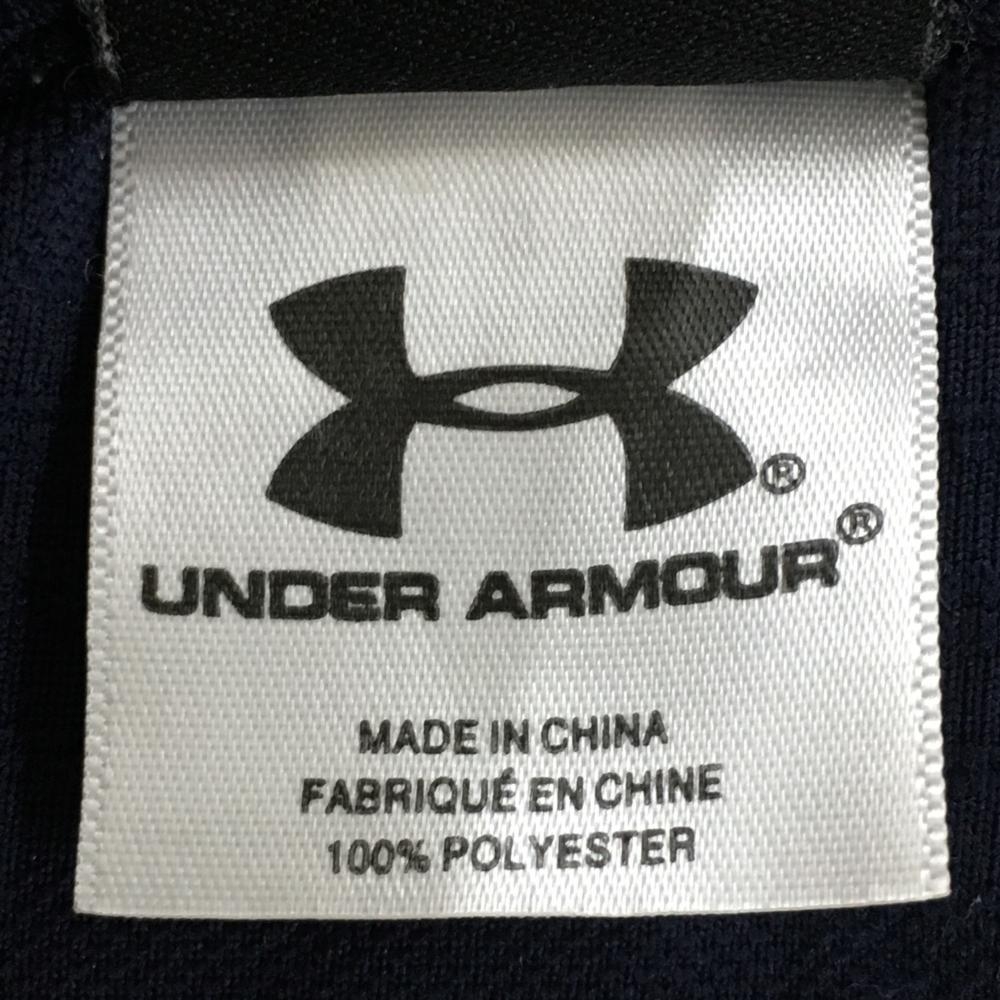 ®
UNDER ARMOUR®
MADE IN CHINA
FABRIQUÉ EN CHINE
100% POLYESTER